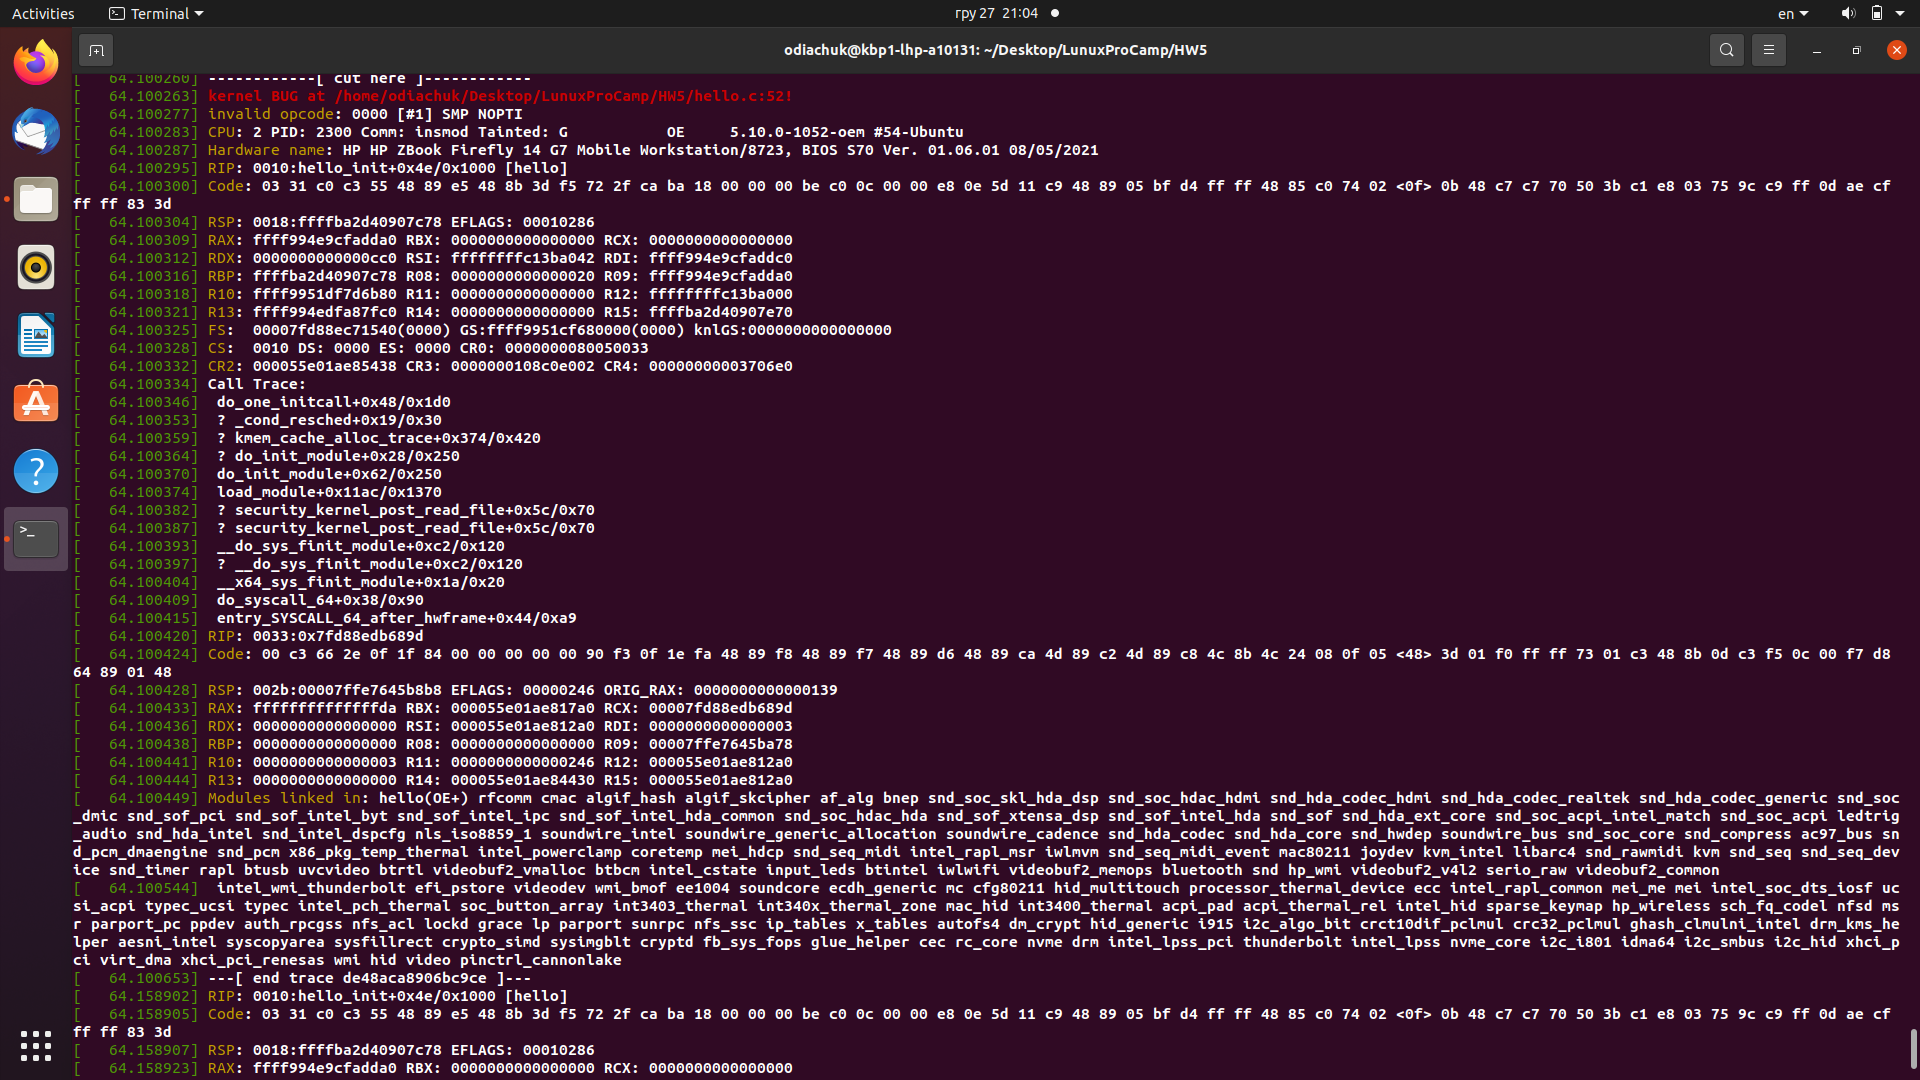 Activities
Terminal
гру 27 21:04
en
odiachuk@kbp1-lhp-a10131: ~/Desktop/LunuxProCamp/HW5
[   64.100260] ------------[ cut here ]------------
[   64.100263] kernel BUG at /home/odiachuk/Desktop/LunuxProCamp/HW5/hello.c:52!
[   64.100277] invalid opcode: 0000 [#1] SMP NOPTI
[   64.100283] CPU: 2 PID: 2300 Comm: insmod Tainted: G           OE     5.10.0-1052-oem #54-Ubuntu
[   64.100287] Hardware name: HP HP ZBook Firefly 14 G7 Mobile Workstation/8723, BIOS S70 Ver. 01.06.01 08/05/2021
[   64.100295] RIP: 0010:hello_init+0x4e/0x1000 [hello]
[   64.100300] Code: 03 31 c0 c3 55 48 89 e5 48 8b 3d f5 72 2f ca ba 18 00 00 00 be c0 0c 00 00 e8 0e 5d 11 c9 48 89 05 bf d4 ff ff 48 85 c0 74 02 <0f> 0b 48 c7 c7 70 50 3b c1 e8 03 75 9c c9 ff 0d ae cf
ff ff 83 3d
[   64.100304] RSP: 0018:ffffba2d40907c78 EFLAGS: 00010286
[   64.100309] RAX: ffff994e9cfadda0 RBX: 0000000000000000 RCX: 0000000000000000
[   64.100312] RDX: 0000000000000cc0 RSI: ffffffffc13ba042 RDI: ffff994e9cfaddc0
[   64.100316] RBP: ffffba2d40907c78 R08: 0000000000000020 R09: ffff994e9cfadda0
[   64.100318] R10: ffff9951df7d6b80 R11: 0000000000000000 R12: ffffffffc13ba000
[   64.100321] R13: ffff994edfa87fc0 R14: 0000000000000000 R15: ffffba2d40907e70
[   64.100325] FS:  00007fd88ec71540(0000) GS:ffff9951cf680000(0000) knlGS:0000000000000000
[   64.100328] CS:  0010 DS: 0000 ES: 0000 CR0: 0000000080050033
[   64.100332] CR2: 000055e01ae85438 CR3: 0000000108c0e002 CR4: 00000000003706e0
[   64.100334] Call Trace:
[   64.100346]  do_one_initcall+0x48/0x1d0
[   64.100353]  ? _cond_resched+0x19/0x30
[   64.100359]  ? kmem_cache_alloc_trace+0x374/0x420
[   64.100364]  ? do_init_module+0x28/0x250
[   64.100370]  do_init_module+0x62/0x250
[   64.100374]  load_module+0x11ac/0x1370
[   64.100382]  ? security_kernel_post_read_file+0x5c/0x70
[   64.100387]  ? security_kernel_post_read_file+0x5c/0x70
[   64.100393]  __do_sys_finit_module+0xc2/0x120
[   64.100397]  ? __do_sys_finit_module+0xc2/0x120
[   64.100404]  __x64_sys_finit_module+0x1a/0x20
[   64.100409]  do_syscall_64+0x38/0x90
[   64.100415]  entry_SYSCALL_64_after_hwframe+0x44/0xa9
[   64.100420] RIP: 0033:0x7fd88edb689d
[   64.100424] Code: 00 c3 66 2e 0f 1f 84 00 00 00 00 00 90 f3 0f 1e fa 48 89 f8 48 89 f7 48 89 d6 48 89 ca 4d 89 c2 4d 89 c8 4c 8b 4c 24 08 0f 05 <48> 3d 01 f0 ff ff 73 01 c3 48 8b 0d c3 f5 0c 00 f7 d8
64 89 01 48
[   64.100428] RSP: 002b:00007ffe7645b8b8 EFLAGS: 00000246 ORIG_RAX: 0000000000000139
[   64.100433] RAX: ffffffffffffffda RBX: 000055e01ae817a0 RCX: 00007fd88edb689d
[   64.100436] RDX: 0000000000000000 RSI: 000055e01ae812a0 RDI: 0000000000000003
[   64.100438] RBP: 0000000000000000 R08: 0000000000000000 R09: 00007ffe7645ba78
[   64.100441] R10: 0000000000000003 R11: 0000000000000246 R12: 000055e01ae812a0
[   64.100444] R13: 0000000000000000 R14: 000055e01ae84430 R15: 000055e01ae812a0
[   64.100449] Modules linked in: hello(OE+) rfcomm cmac algif_hash algif_skcipher af_alg bnep snd_soc_skl_hda_dsp snd_soc_hdac_hdmi snd_hda_codec_hdmi snd_hda_codec_realtek snd_hda_codec_generic snd_soc
_dmic snd_sof_pci snd_sof_intel_byt snd_sof_intel_ipc snd_sof_intel_hda_common snd_soc_hdac_hda snd_sof_xtensa_dsp snd_sof_intel_hda snd_sof snd_hda_ext_core snd_soc_acpi_intel_match snd_soc_acpi ledtrig
_audio snd_hda_intel snd_intel_dspcfg nls_iso8859_1 soundwire_intel soundwire_generic_allocation soundwire_cadence snd_hda_codec snd_hda_core snd_hwdep soundwire_bus snd_soc_core snd_compress ac97_bus sn
d_pcm_dmaengine snd_pcm x86_pkg_temp_thermal intel_powerclamp coretemp mei_hdcp snd_seq_midi intel_rapl_msr iwlmvm snd_seq_midi_event mac80211 joydev kvm_intel libarc4 snd_rawmidi kvm snd_seq snd_seq_dev
ice snd_timer rapl btusb uvcvideo btrtl videobuf2_vmalloc btbcm intel_cstate input_leds btintel iwlwifi videobuf2_memops bluetooth snd hp_wmi videobuf2_v4l2 serio_raw videobuf2_common
[   64.100544]  intel_wmi_thunderbolt efi_pstore videodev wmi_bmof ee1004 soundcore ecdh_generic mc cfg80211 hid_multitouch processor_thermal_device ecc intel_rapl_common mei_me mei intel_soc_dts_iosf uc
si_acpi typec_ucsi typec intel_pch_thermal soc_button_array int3403_thermal int340x_thermal_zone mac_hid int3400_thermal acpi_pad acpi_thermal_rel intel_hid sparse_keymap hp_wireless sch_fq_codel nfsd ms
r parport_pc ppdev auth_rpcgss nfs_acl lockd grace lp parport sunrpc nfs_ssc ip_tables x_tables autofs4 dm_crypt hid_generic i915 i2c_algo_bit crct10dif_pclmul crc32_pclmul ghash_clmulni_intel drm_kms_he
lper aesni_intel syscopyarea sysfillrect crypto_simd sysimgblt cryptd fb_sys_fops glue_helper cec rc_core nvme drm intel_lpss_pci thunderbolt intel_lpss nvme_core i2c_i801 idma64 i2c_smbus i2c_hid xhci_p
ci virt_dma xhci_pci_renesas wmi hid video pinctrl_cannonlake
[   64.100653] ---[ end trace de48aca8906bc9ce ]---
[   64.158902] RIP: 0010:hello_init+0x4e/0x1000 [hello]
[   64.158905] Code: 03 31 c0 c3 55 48 89 e5 48 8b 3d f5 72 2f ca ba 18 00 00 00 be c0 0c 00 00 e8 0e 5d 11 c9 48 89 05 bf d4 ff ff 48 85 c0 74 02 <0f> 0b 48 c7 c7 70 50 3b c1 e8 03 75 9c c9 ff 0d ae cf
ff ff 83 3d
[   64.158907] RSP: 0018:ffffba2d40907c78 EFLAGS: 00010286
[   64.158923] RAX: ffff994e9cfadda0 RBX: 0000000000000000 RCX: 0000000000000000